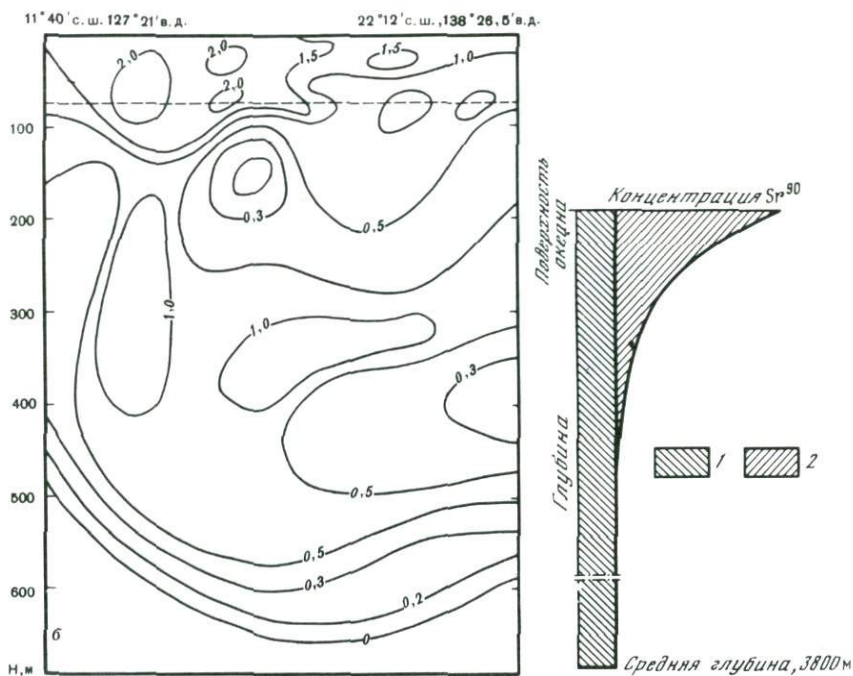 11°40' с.ш. 127°21' в.д.
22°12' с.ш., 138°26,5' в.д.
2,0
2,0
1,5
1,5
1,0
2,0
100
0,3
200
0,5
300
1,0
1,0
400
0,3
500
0,5
0,5
0,3
600
0,2
0
б
Н, м
Поверхность
океана
Концентрация Sr⁹⁰
Глубина
1
2
Средняя глубина, 3800 м